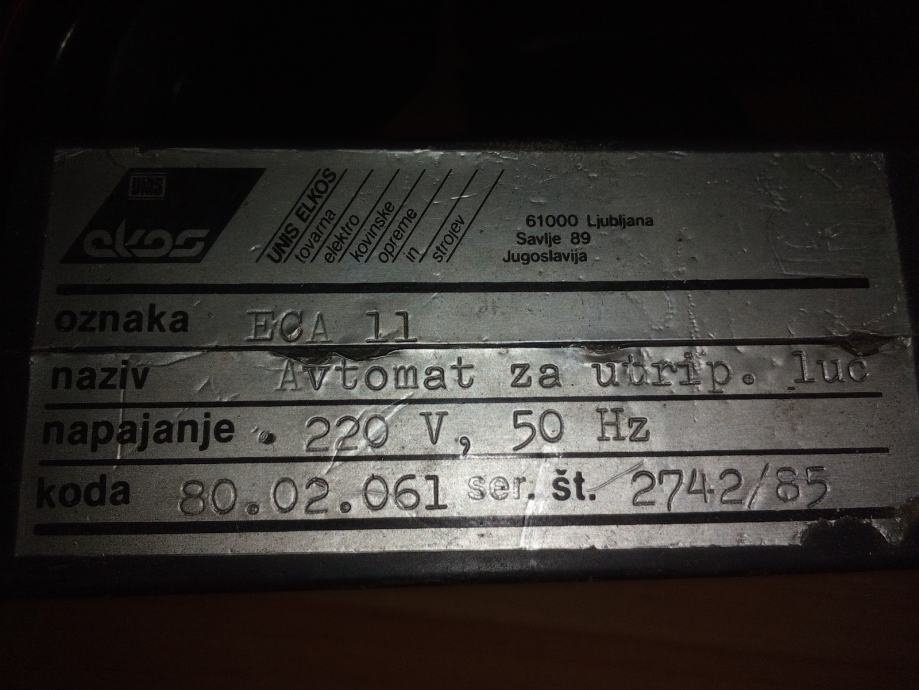 UNIS
elkos
UNIS ELKOS
tovarna
elektro
kovinske
opreme
in
strojev
61000 Ljubljana
Savlje 89
Jugoslavija
oznaka ECA 11
naziv Avtomat za utrip. luč
napajanje 220 V, 50 Hz
koda 80.02.061 ser. št. 2742/85